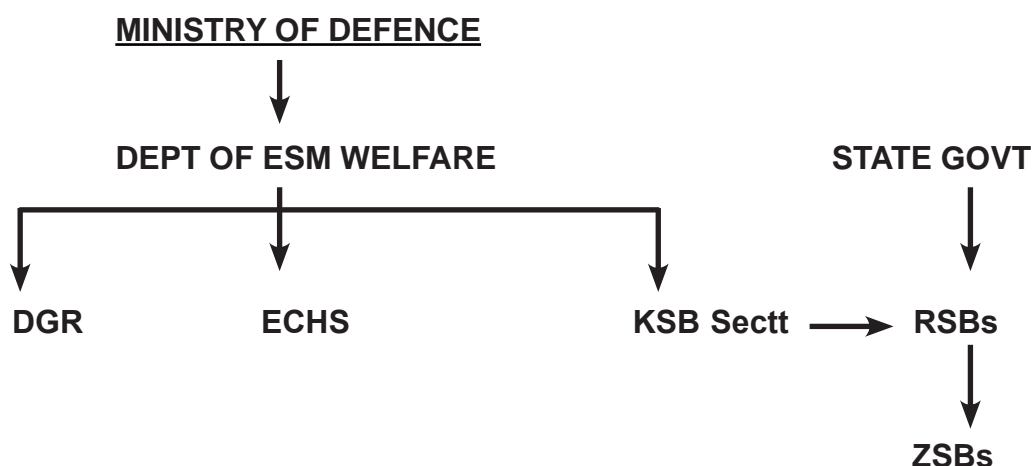 MINISTRY OF DEFENCE
DEPT OF ESM WELFARE STATE GOVT
DGR ECHS KSB Sectt RSBs
ZSBs